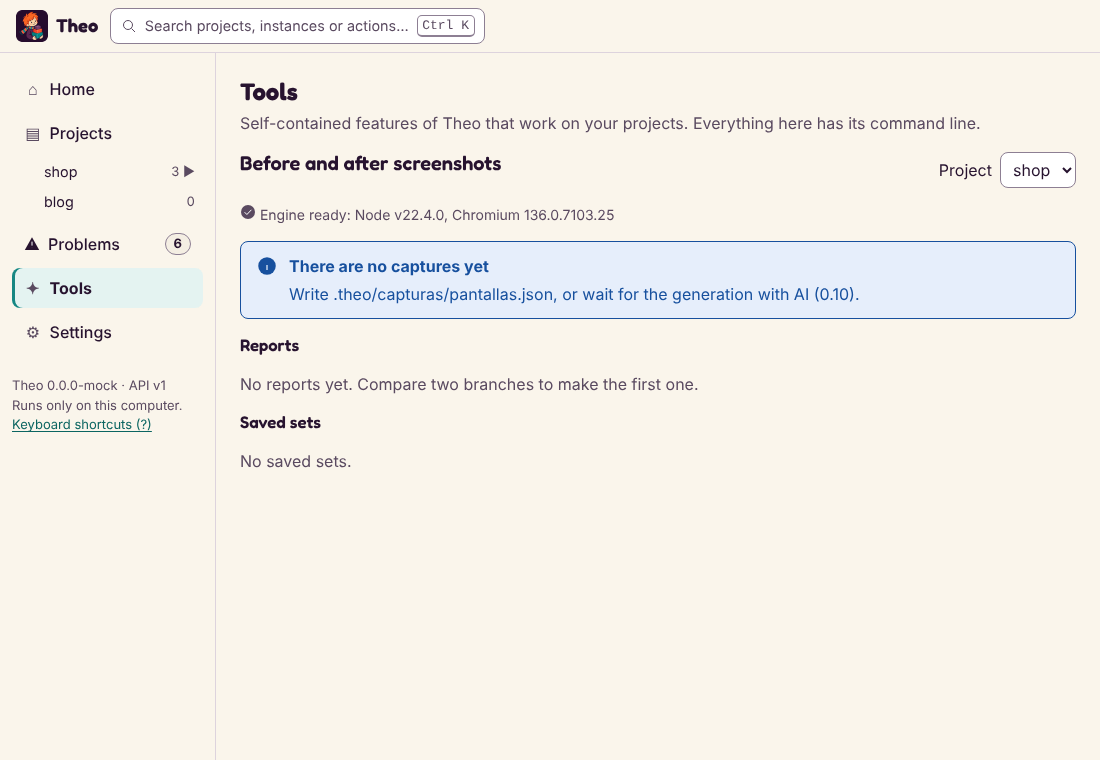 Theo
Search projects, instances or actions...
Ctrl K
Home
Projects
shop 3
blog 0
Problems 6
Tools
Settings
Theo 0.0.0-mock · API v1
Runs only on this computer.
Keyboard shortcuts (?)
Tools
Self-contained features of Theo that work on your projects. Everything here has its command line.
Before and after screenshots
Project shop
Engine ready: Node v22.4.0, Chromium 136.0.7103.25
There are no captures yet
Write .theo/capturas/pantallas.json, or wait for the generation with AI (0.10).
Reports
No reports yet. Compare two branches to make the first one.
Saved sets
No saved sets.